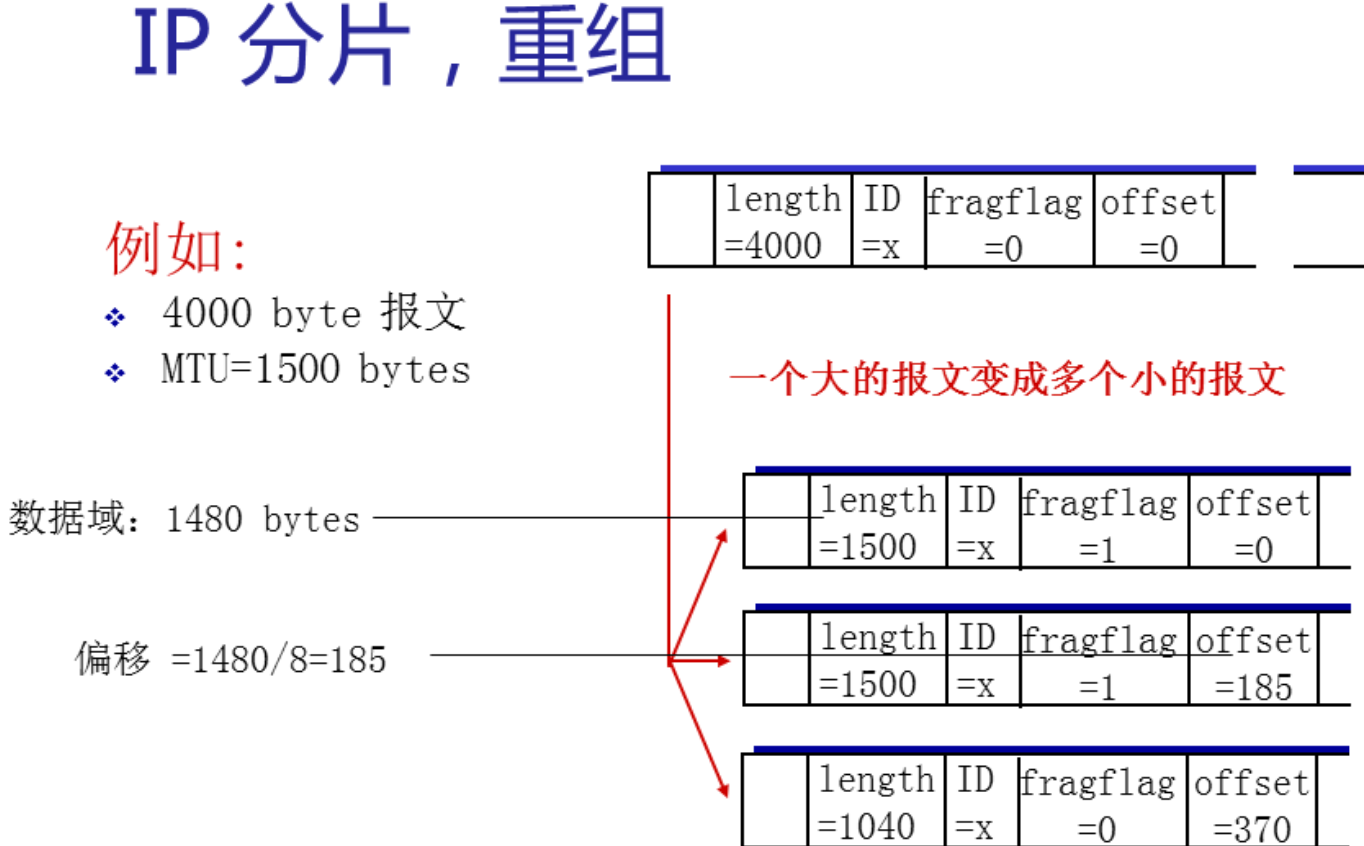 IP 分片，重组
length ID fragflag offset
=4000 =x =0 =0
例如:
4000 byte 报文
MTU=1500 bytes
一个大的报文变成多个小的报文
数据域: 1480 bytes
length ID fragflag offset
=1500 =x =1 =0
偏移 =1480/8=185
length ID fragflag offset
=1500 =x =1 =185
length ID fragflag offset
=1040 =x =0 =370